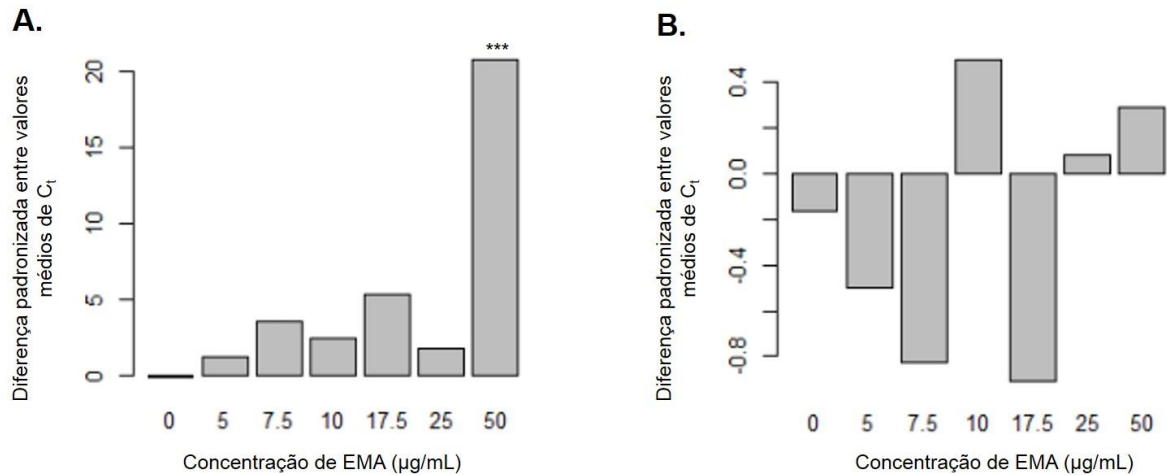 A.
Diferença padronizada entre valores
médios de Ct
20
15
10
5
0
***
0 5 7.5 10 17.5 25 50
Concentração de EMA (µg/mL)
B.
Diferença padronizada entre valores
médios de Ct
0.4
0.0
-0.4
-0.8
0 5 7.5 10 17.5 25 50
Concentração de EMA (µg/mL)